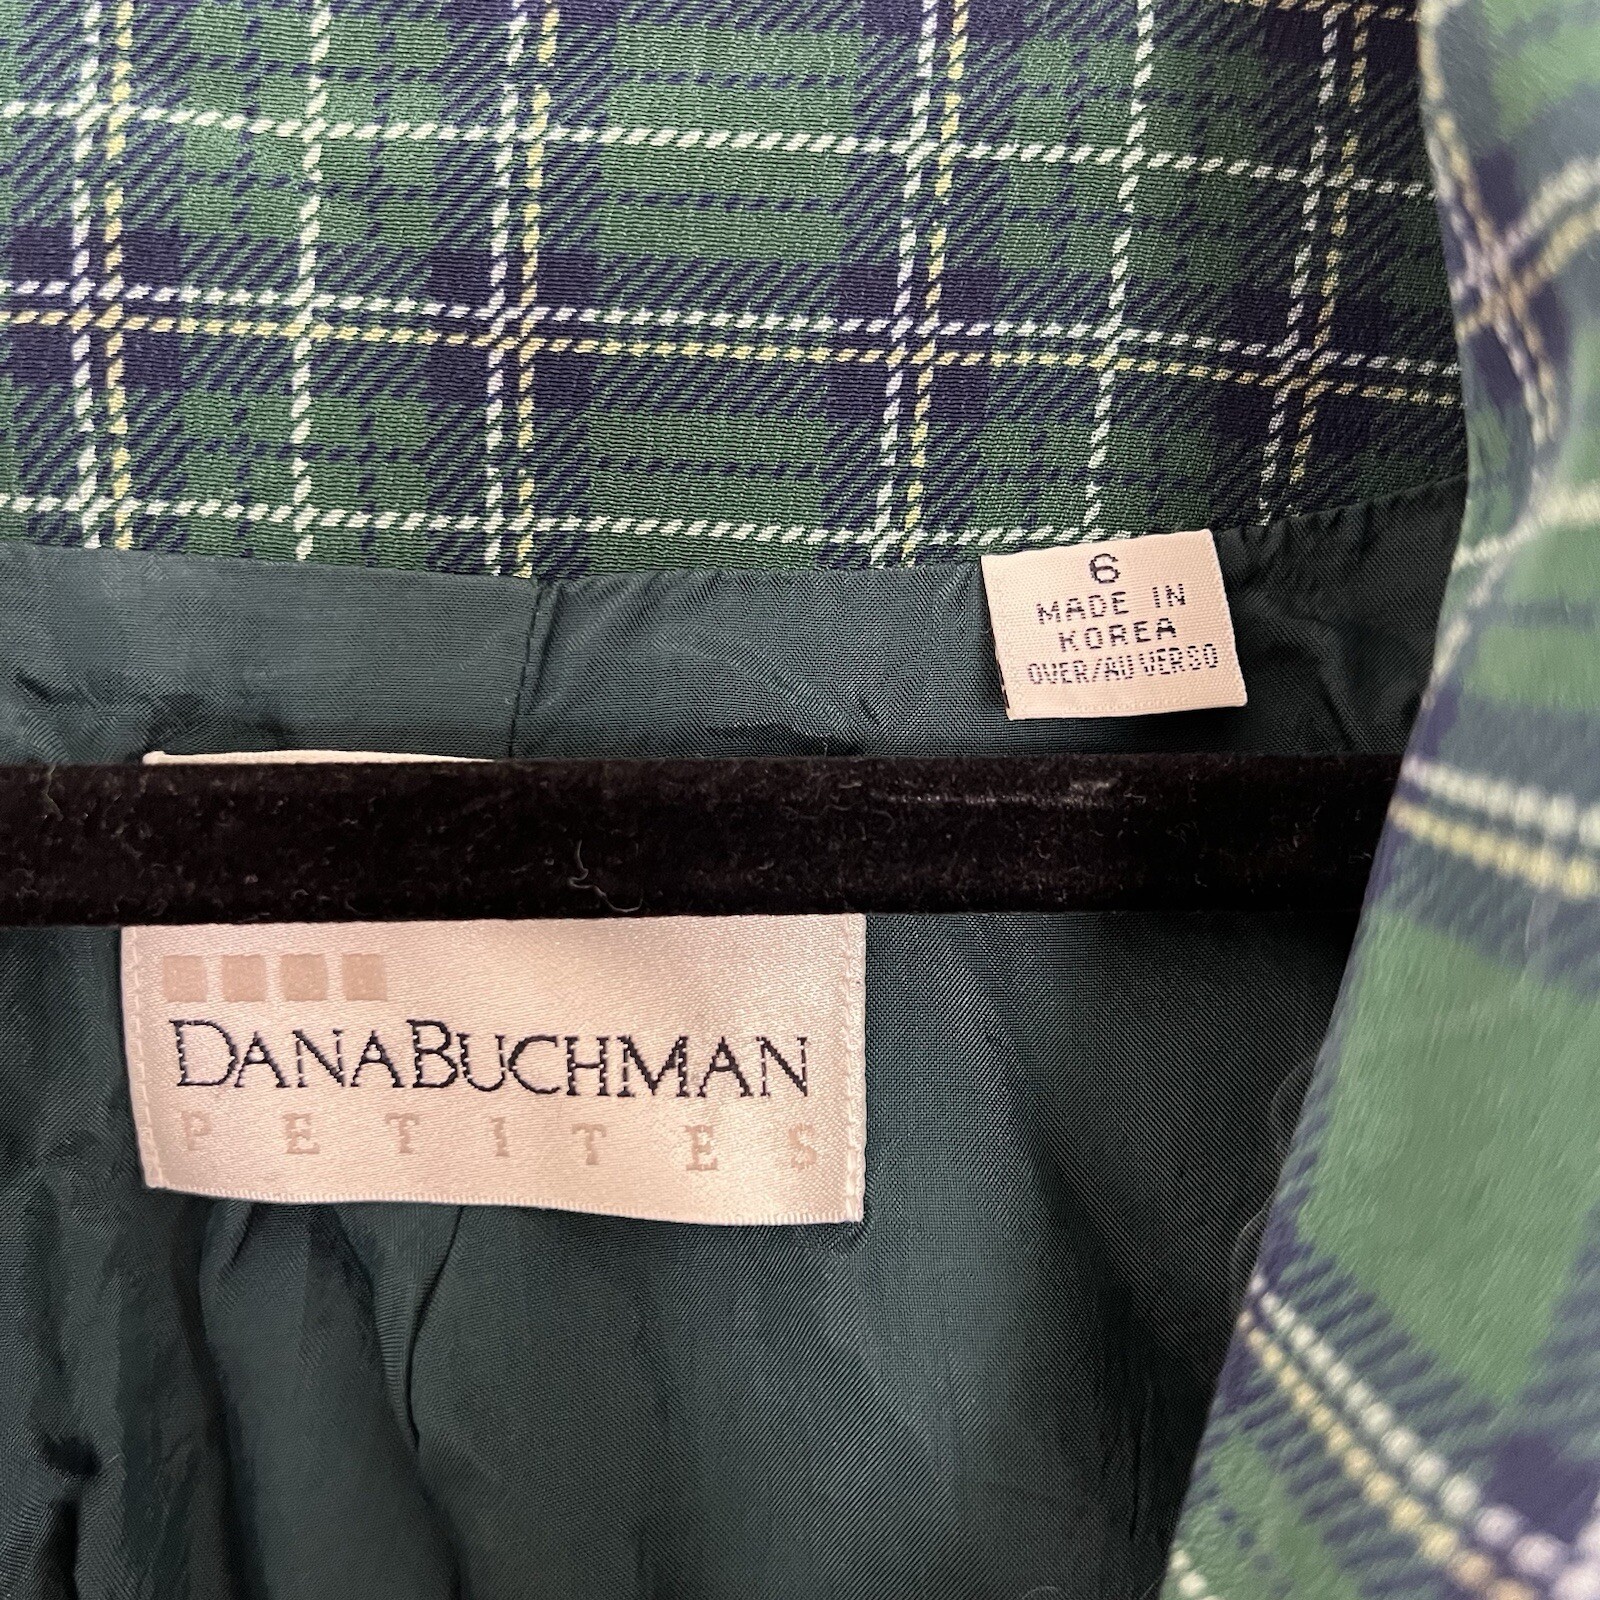 6
MADE IN
KOREA
OVER/AU VERSO
DANABUCHMAN
PETITES